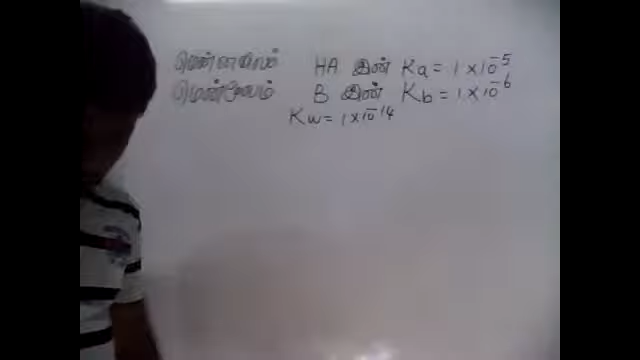 மென்னமிலம் HA இன் Ka = 1 × 10⁻⁵
மென்மூலம் B இன் Kb = 1 × 10⁻⁶
Kw = 1 × 10⁻¹⁴